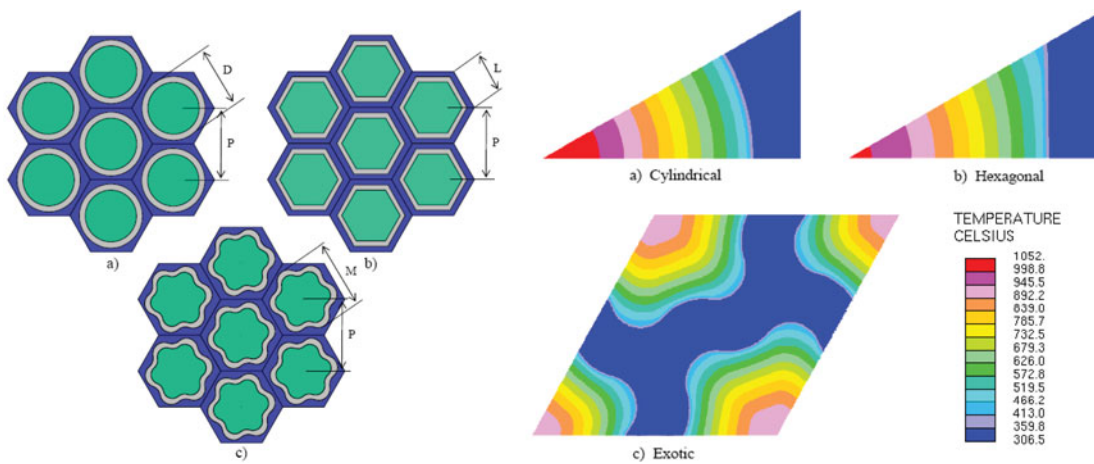 D
P
a)
L
P
b)
M
P
c)
a) Cylindrical
b) Hexagonal
c) Exotic
TEMPERATURE
CELSIUS
1052.
998.8
945.5
892.2
839.0
785.7
732.5
679.3
626.0
572.8
519.5
466.2
413.0
359.8
306.5